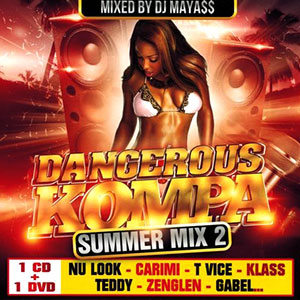 MIXED BY DJ MAYA$$
DANGEROUS
KOMPA
SUMMER MIX 2
1 CD
+
1 DVD
NU LOOK - CARIMI - T VICE - KLASS
TEDDY - ZENGLEN - GABEL...